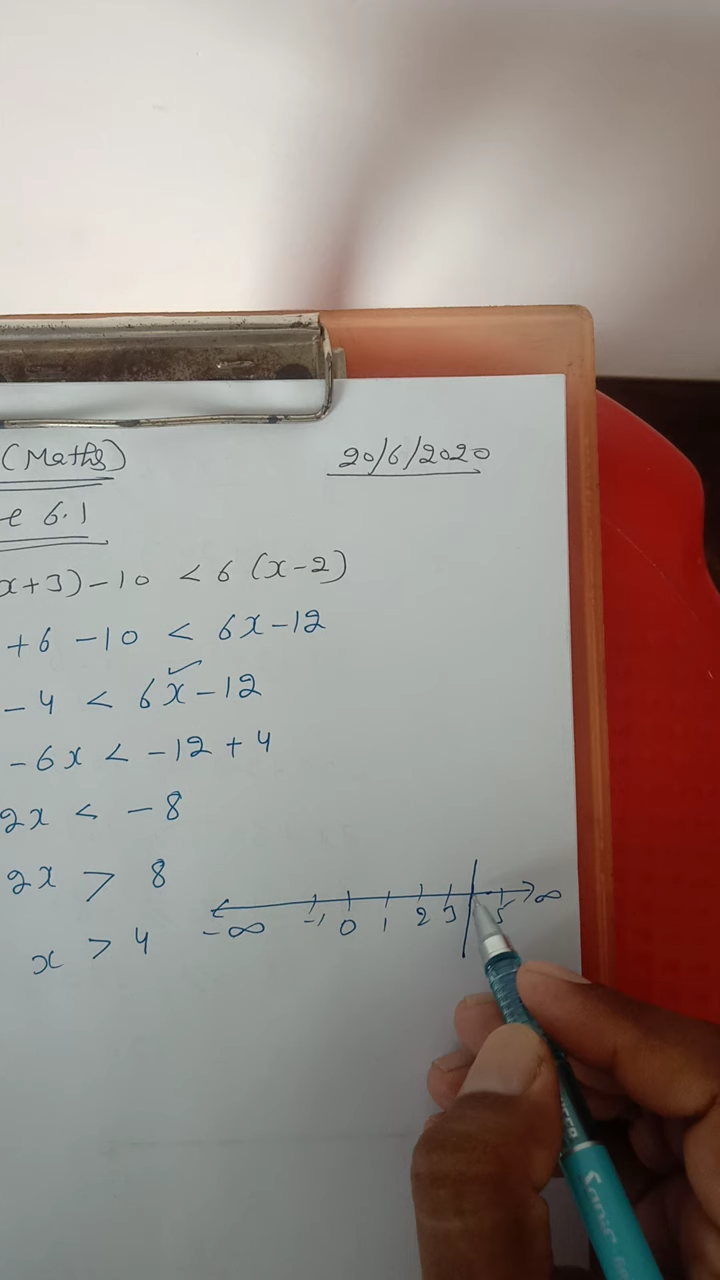 (Maths) 20/6/2020
e 6.1
x+3)-10 < 6 (x-2)
+6 -10 < 6x-12
-4 < 6x-12
-6x < -12+4
2x < -8
2x > 8
x > 4
-∞ -1 0 1 2 3 5 ∞